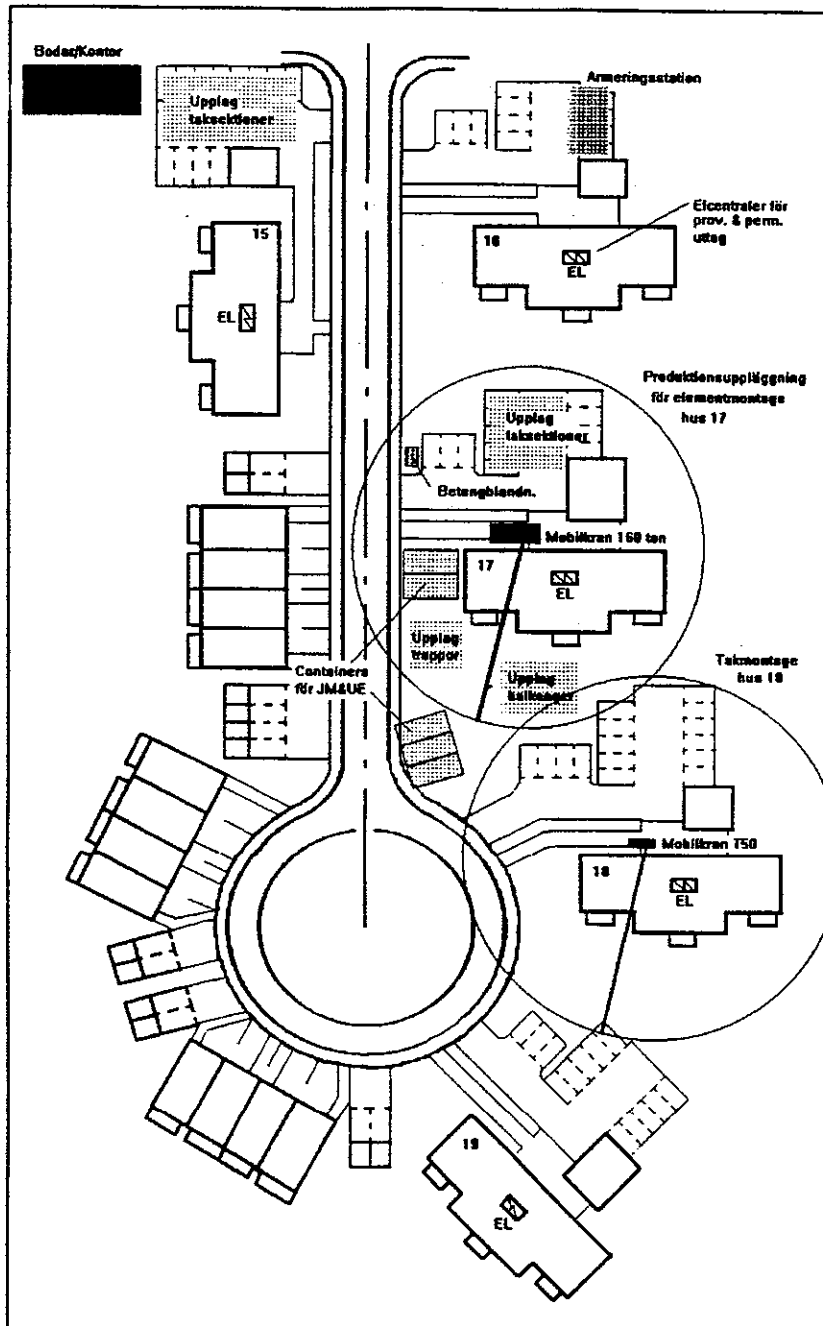 Bodar/Kontor
Upplag
taksektioner
Armeringsstation
Elcentraler för
prov. & perm.
uttag
15
EL
16
EL
Produktionsuppläggning
för elementmontage
hus 17
Upplag
taksektioner
Betongblandn.
Mobilkran 160 ton
17
EL
Upplag
trappor
Containers
för JM&UE
Upplag
Takmontage
hus 18
Mobilkran T50
18
EL
19
EL